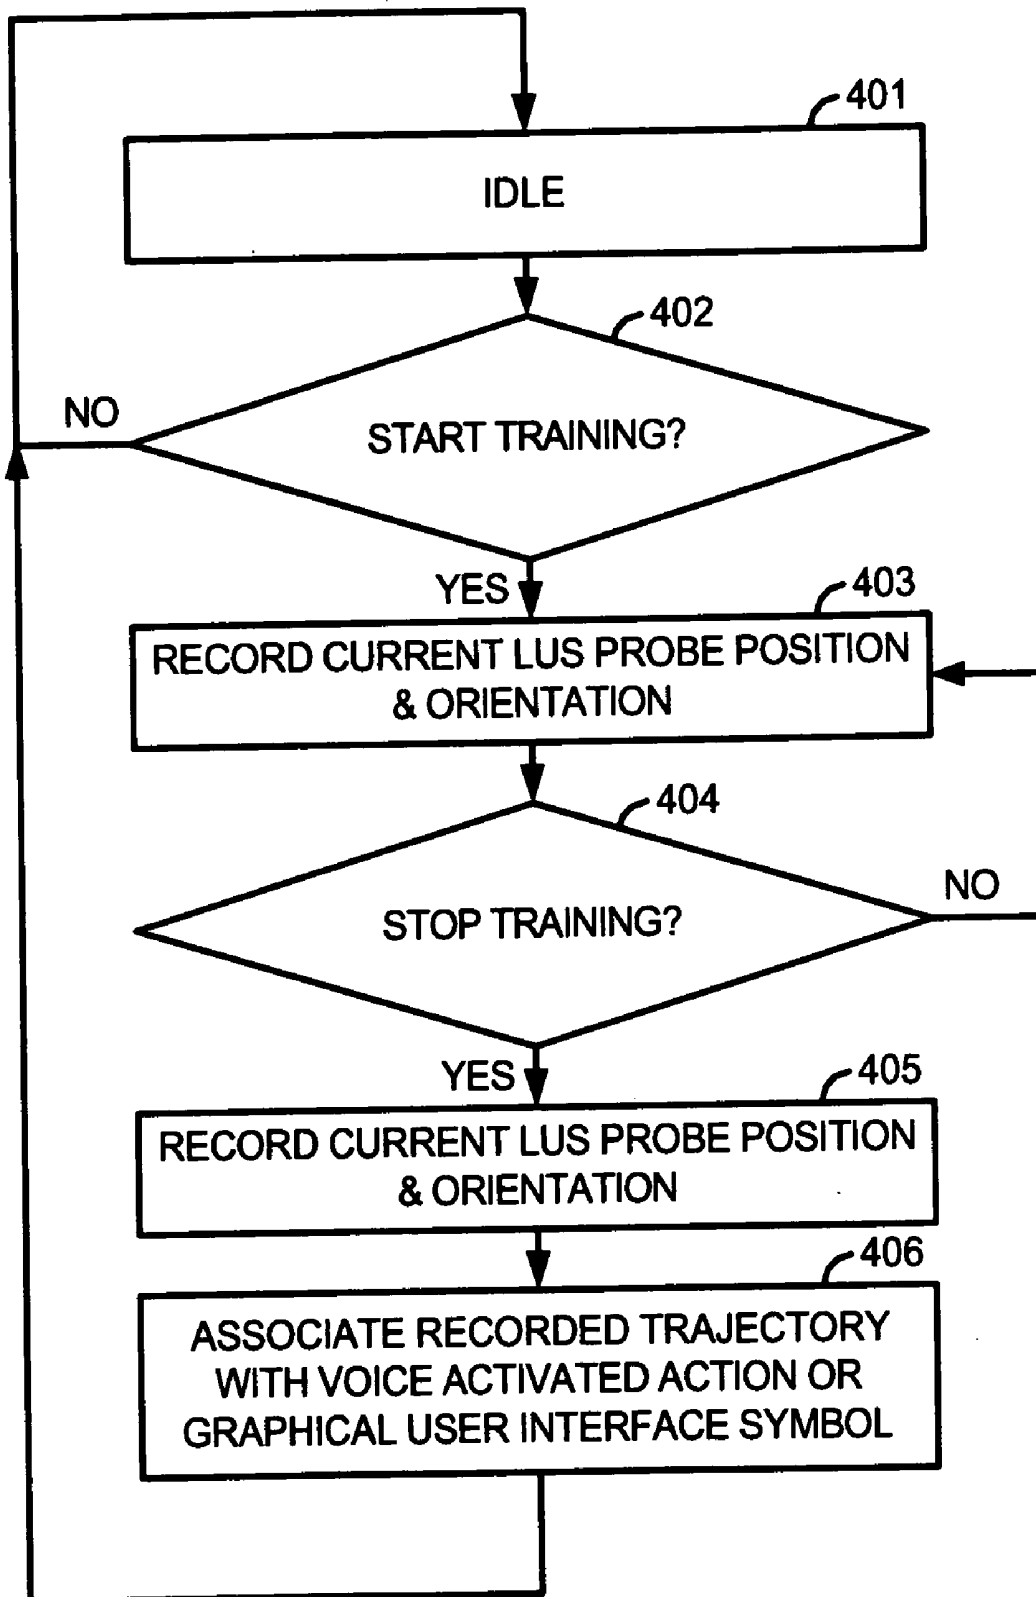 401
IDLE
402
NO
START TRAINING?
YES
403
RECORD CURRENT LUS PROBE POSITION
& ORIENTATION
404
NO
STOP TRAINING?
YES
405
RECORD CURRENT LUS PROBE POSITION
& ORIENTATION
406
ASSOCIATE RECORDED TRAJECTORY
WITH VOICE ACTIVATED ACTION OR
GRAPHICAL USER INTERFACE SYMBOL